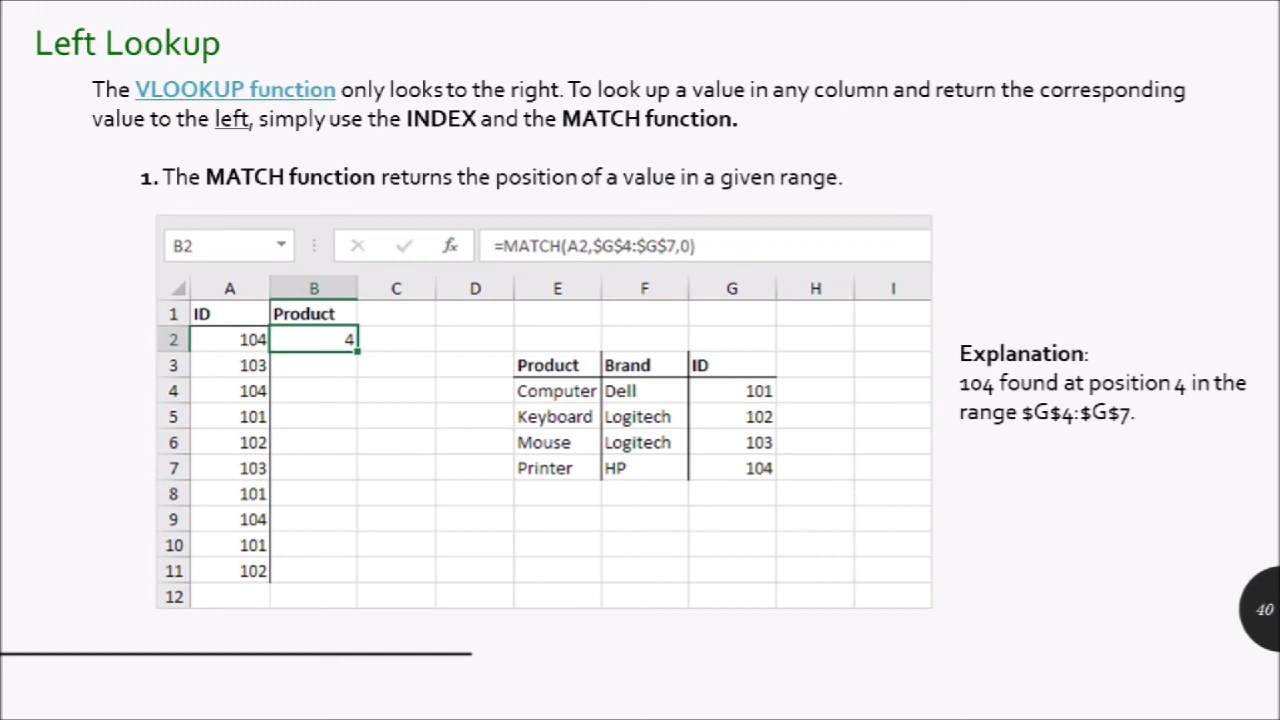 Left Lookup
The VLOOKUP function only looks to the right. To look up a value in any column and return the corresponding
value to the left, simply use the INDEX and the MATCH function.
1. The MATCH function returns the position of a value in a given range.
B2 fx =MATCH(A2,$G$4:$G$7,0)
A B C D E F G H I
1 ID Product
2 104 4
3 103 Product Brand ID
4 104 Computer Dell 101
5 101 Keyboard Logitech 102
6 102 Mouse Logitech 103
7 103 Printer HP 104
8 101
9 104
10 101
11 102
12
Explanation:
104 found at position 4 in the
range $G$4:$G$7.
40